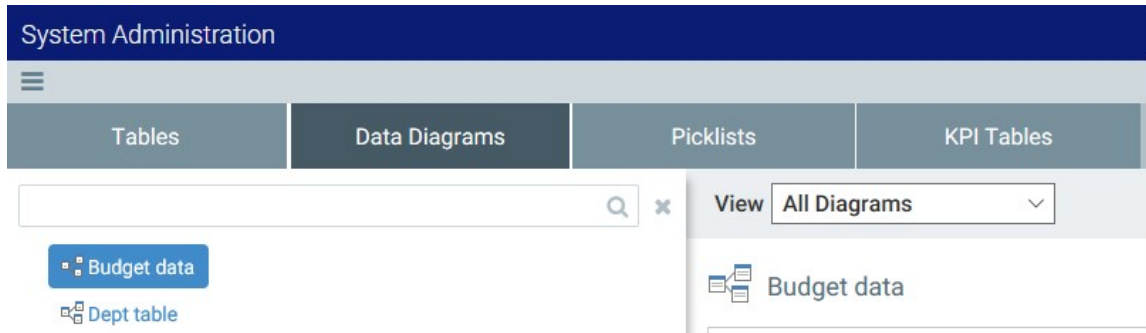 System Administration
Tables
Data Diagrams
Picklists
KPI Tables
View All Diagrams
Budget data
Dept table
Budget data